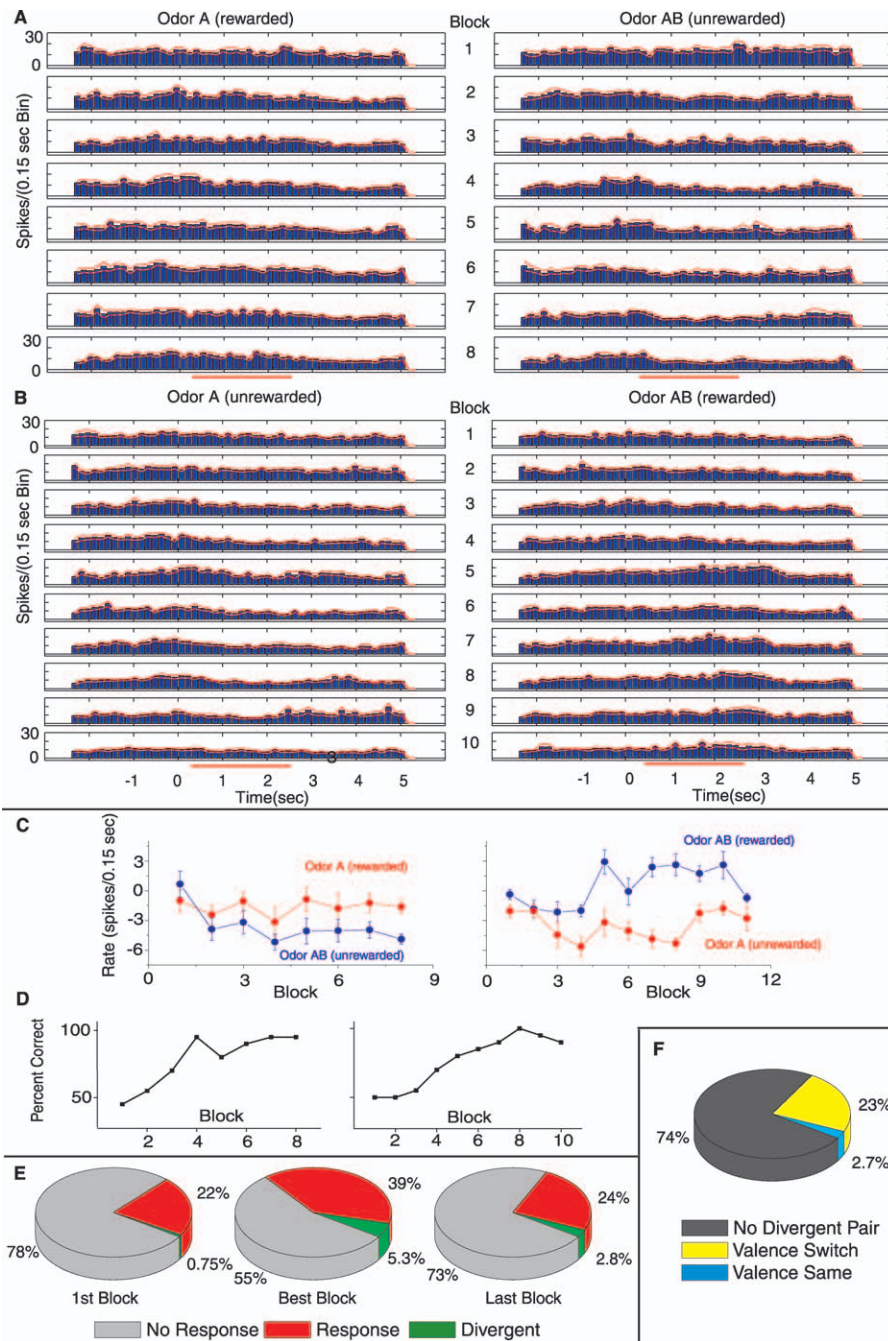 A
Odor A (rewarded)
Block
Odor AB (unrewarded)
30
0
1
2
3
4
5
6
7
8
30
0
Spikes/(0.15 sec Bin)
B
Odor A (unrewarded)
Block
Odor AB (rewarded)
30
0
1
2
3
4
5
6
7
8
9
10
30
0
3
Spikes/(0.15 sec Bin)
-1 0 1 2 3 4 5
Time(sec)
-1 0 1 2 3 4 5
Time(sec)
C
Rate (spikes/0.15 sec)
3
0
-3
-6
Odor A (rewarded)
Odor AB (unrewarded)
0 3 6 9
Block
Odor AB (rewarded)
Odor A (unrewarded)
0 3 6 9 12
Block
D
Percent Correct
100
50
Block
2 4 6 8
Block
2 4 6 8 10
E
22%
78%
0.75%
1st Block
39%
55%
5.3%
Best Block
24%
73%
2.8%
Last Block
No Response
Response
Divergent
F
23%
74%
2.7%
No Divergent Pair
Valence Switch
Valence Same